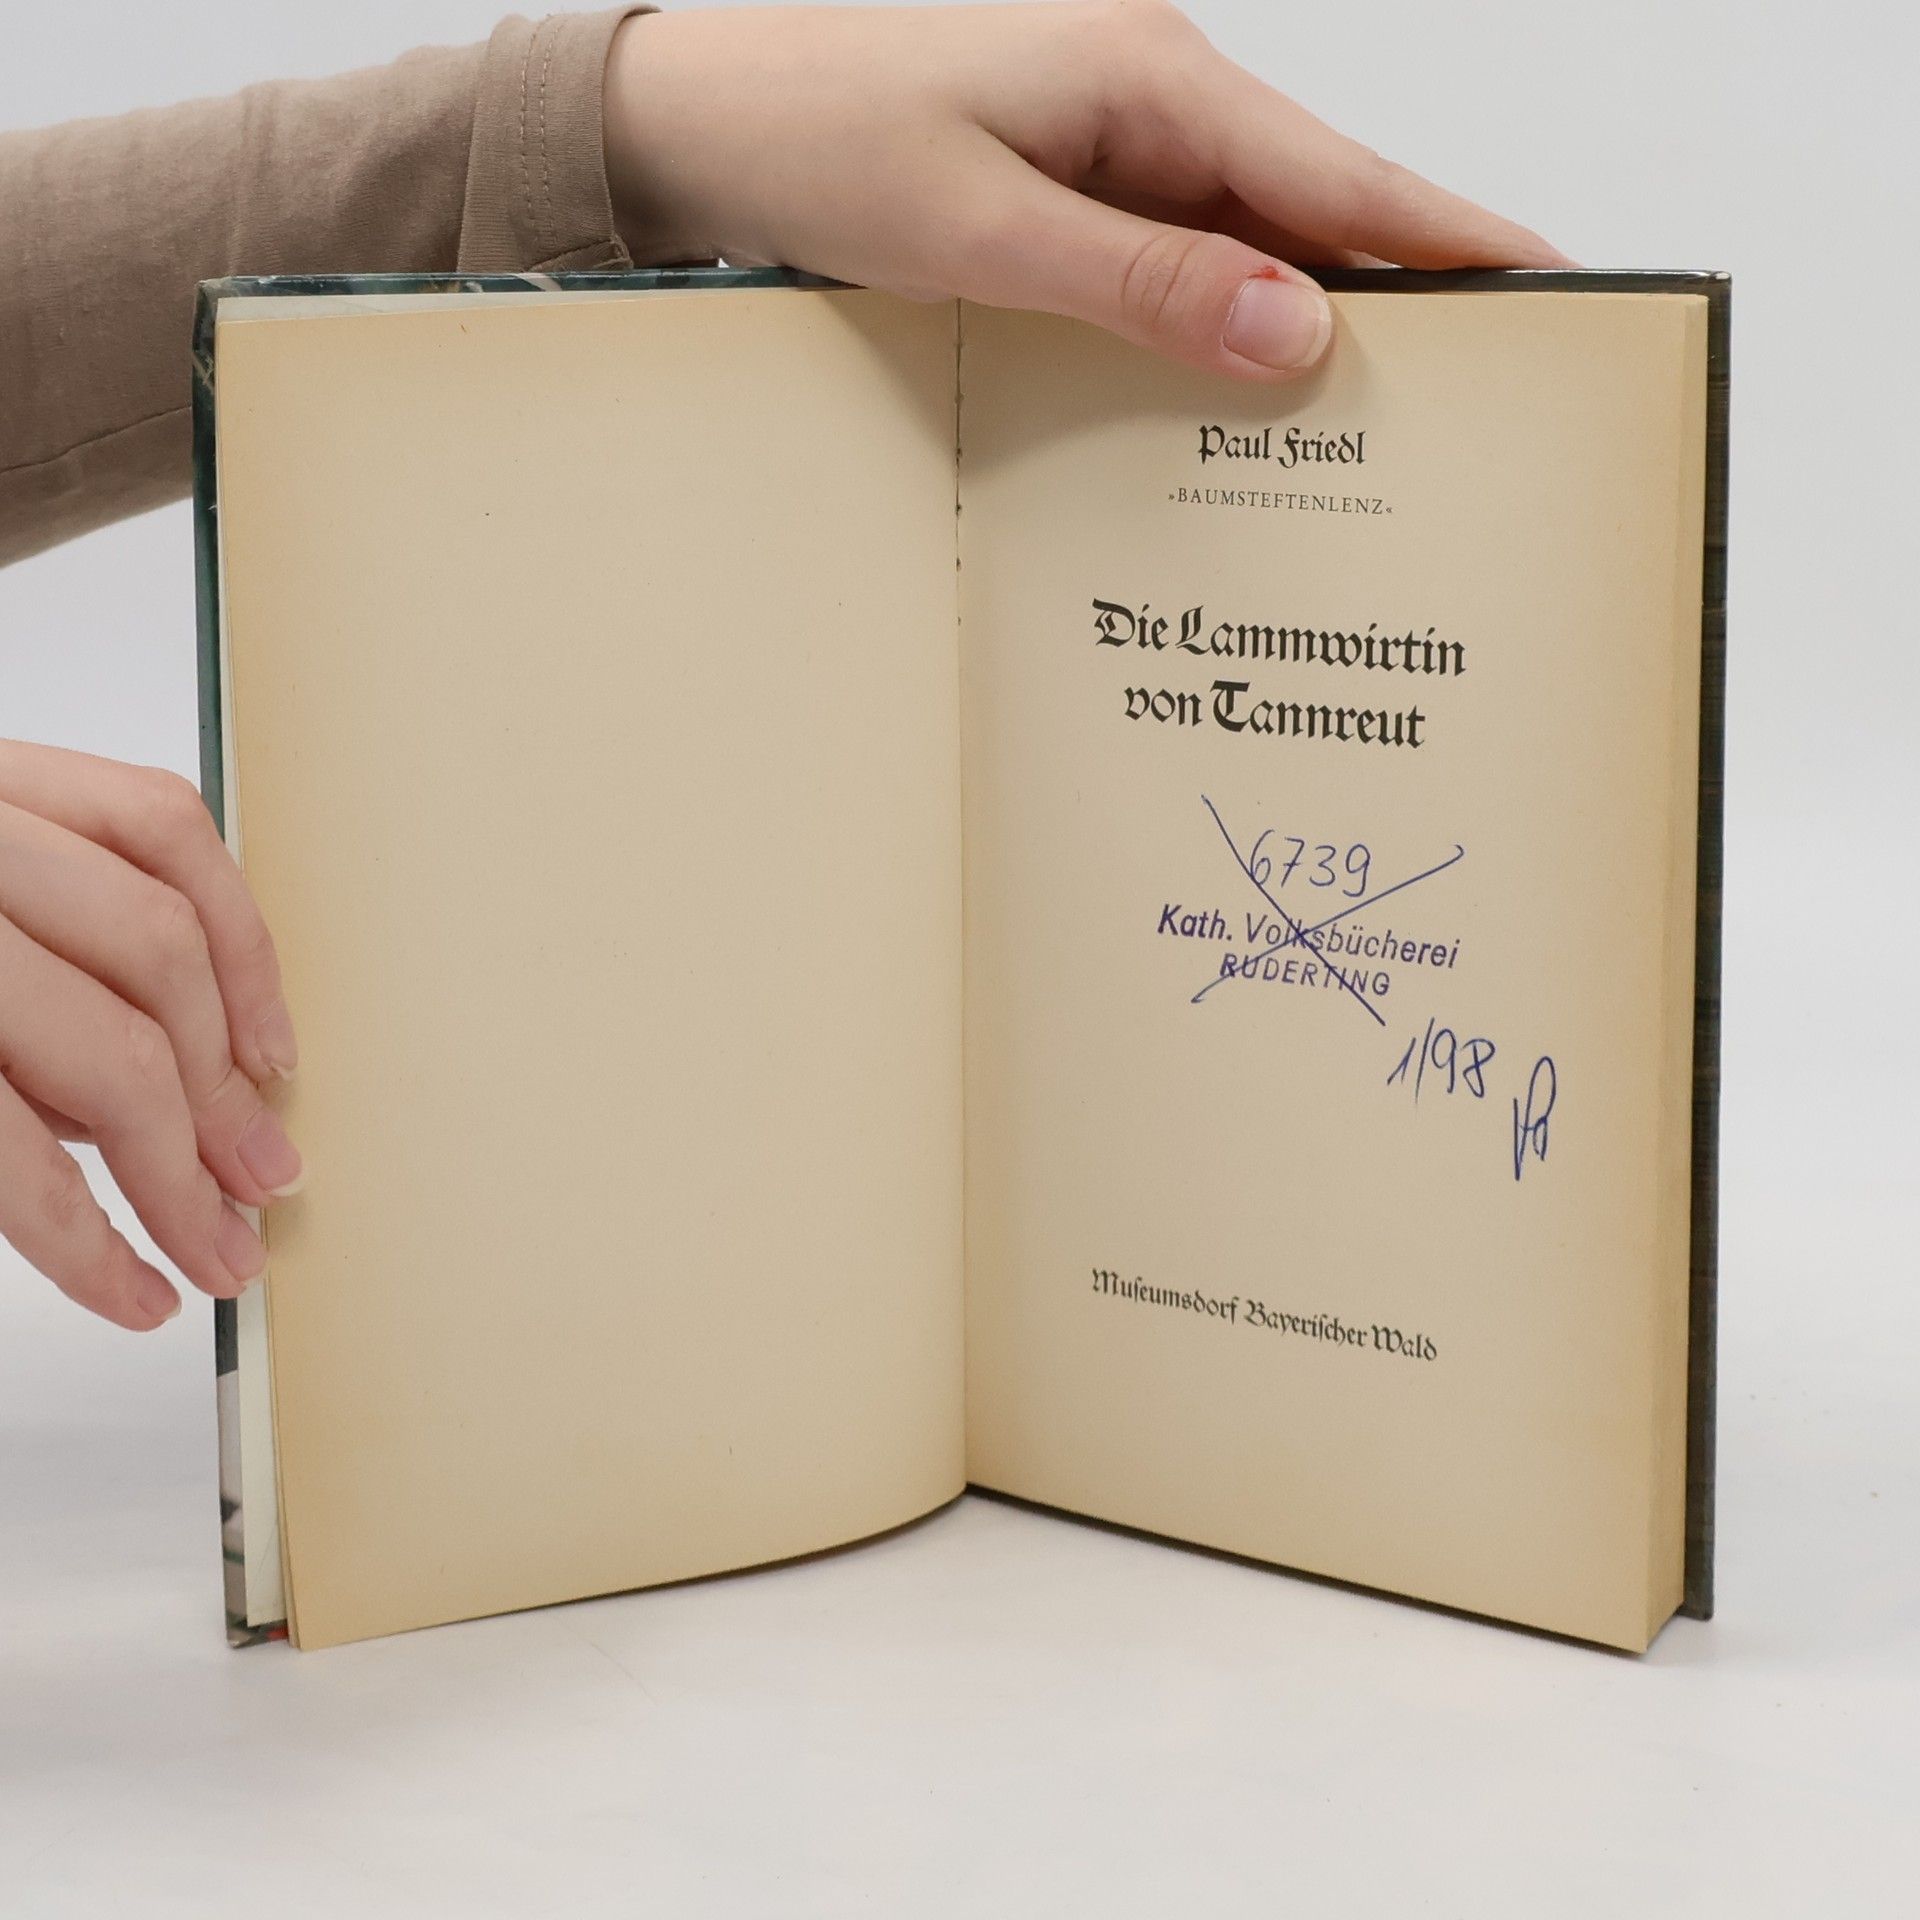 Paul Friedl
»BAUMSTEFTENLENZ«
Die Lammwirtin
von Tannreut
6739
Kath. Volksbücherei
RUDERTING
1/98
Muſeumsdorf Bayeriſcher Wald